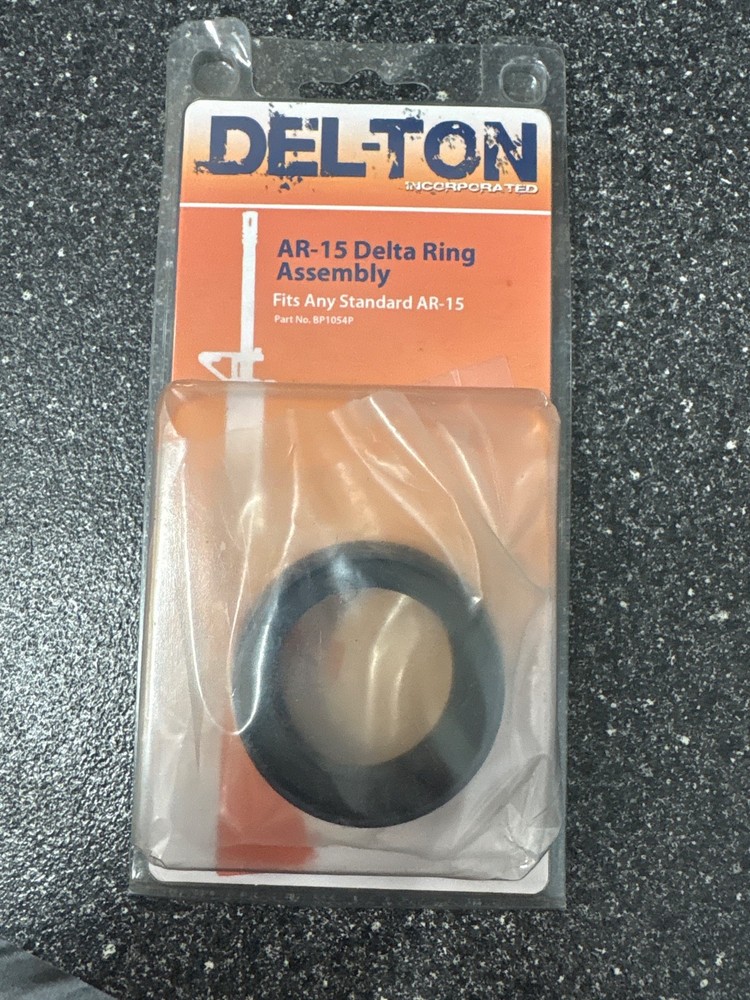 DEL-TON
INCORPORATED
AR-15 Delta Ring
Assembly
Fits Any Standard AR-15
Part No. BP1054P